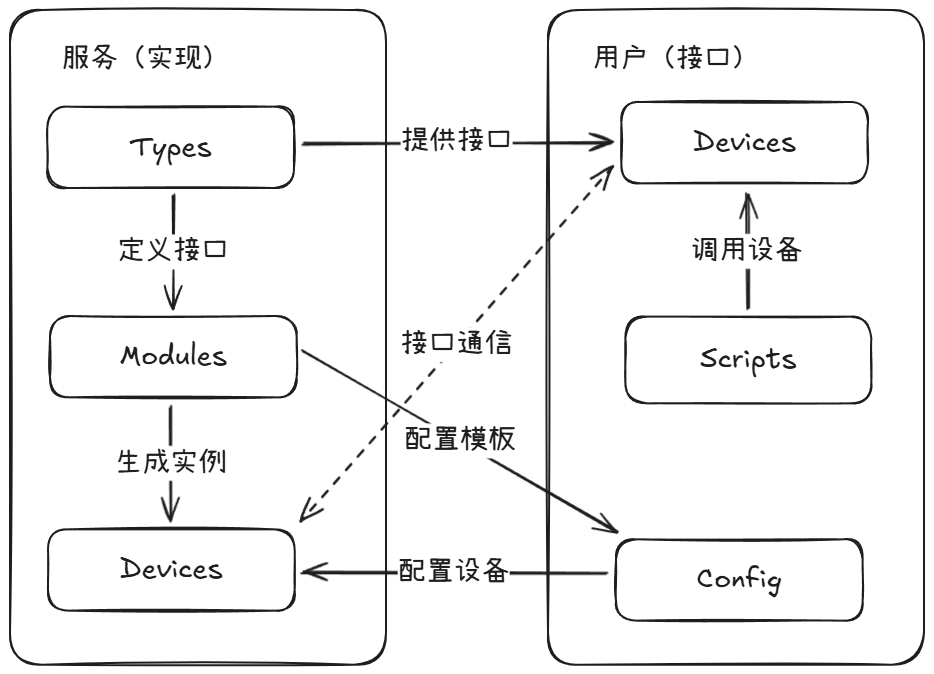 服务（实现）
用户（接口）
Types
提供接口
Devices
定义接口
调用设备
Modules
接口通信
Scripts
配置模板
生成实例
Devices
配置设备
Config